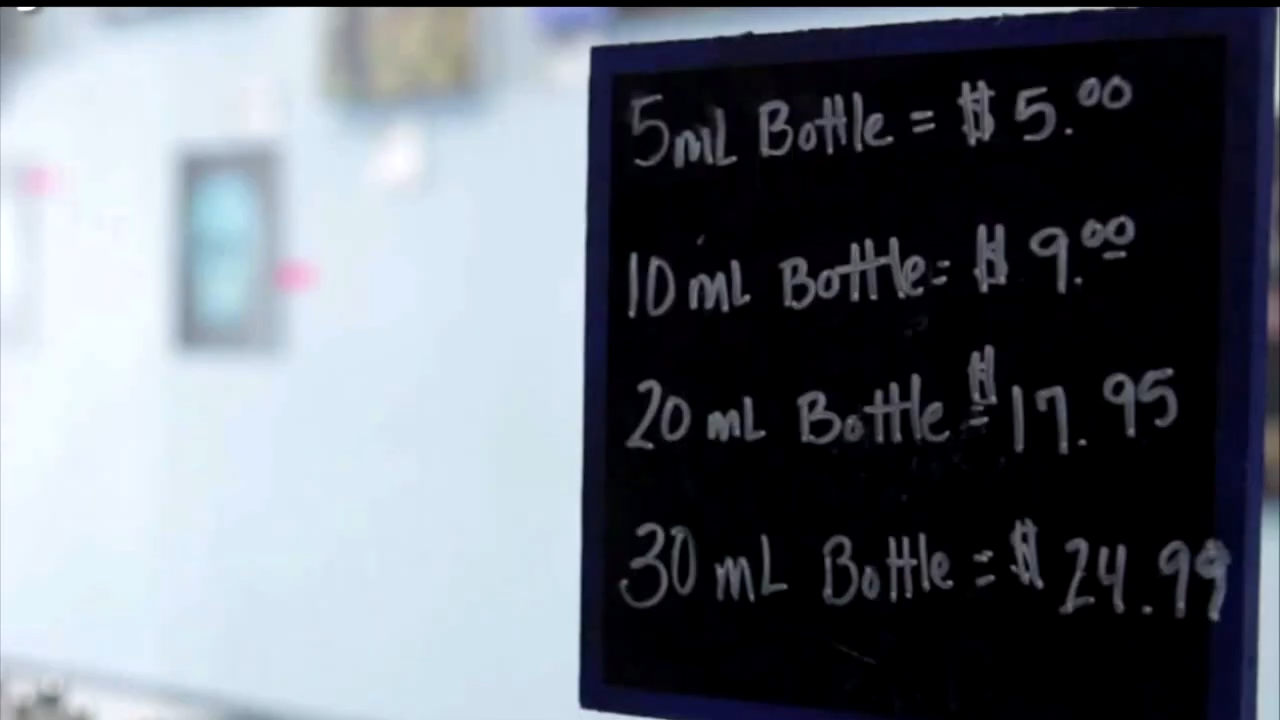 5mL Bottle = $5.00
10 mL Bottle = $9.00
20 mL Bottle = $17.95
30 mL Bottle = $24.99